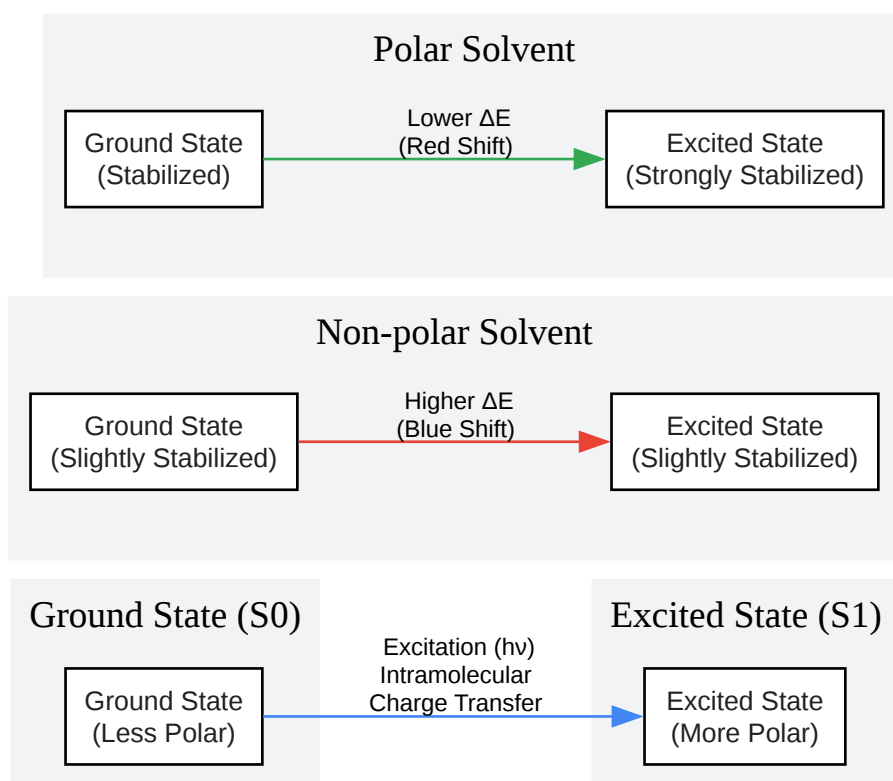 Polar Solvent
Ground State
(Stabilized)
Lower ΔE
(Red Shift)
Excited State
(Strongly Stabilized)
Non-polar Solvent
Ground State
(Slightly Stabilized)
Higher ΔE
(Blue Shift)
Excited State
(Slightly Stabilized)
Ground State (S0)
Ground State
(Less Polar)
Excitation (hν)
Intramolecular
Charge Transfer
Excited State (S1)
Excited State
(More Polar)